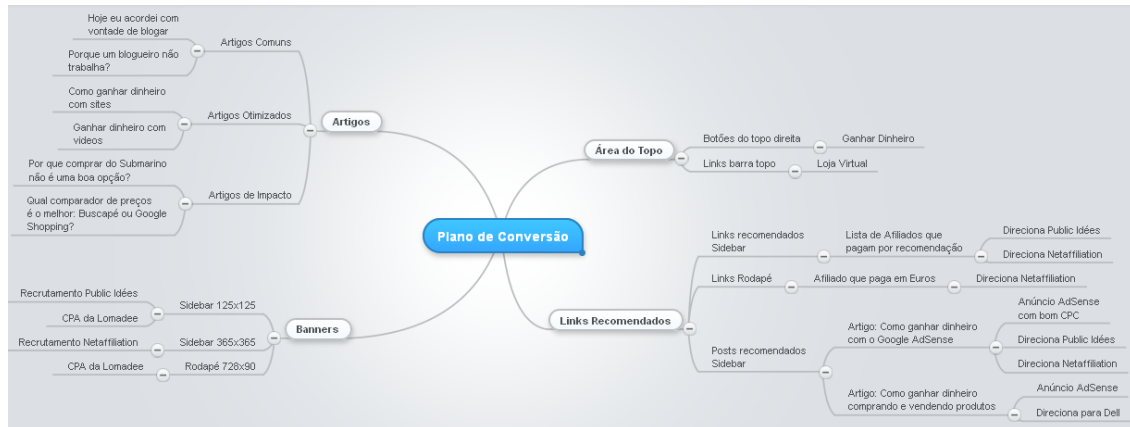 Hoje eu acordei com
vontade de blogar
Artigos Comuns
Porque um blogueiro não
trabalha?
Como ganhar dinheiro
com sites
Artigos Otimizados
Ganhar dinheiro com
videos
Artigos
Por que comprar do Submarino
não é uma boa opção?
Artigos de Impacto
Qual comparador de preços
é o melhor: Buscapé ou Google
Shopping?
Plano de Conversão
Recrutamento Public Idées
Sidebar 125x125
CPA da Lomadee
Banners
Recrutamento Netaffiliation
Sidebar 365x365
CPA da Lomadee
Rodapé 728x90
Área do Topo
Botões do topo direita
Ganhar Dinheiro
Links barra topo
Loja Virtual
Links Recomendados
Links recomendados
Sidebar
Lista de Afiliados que
pagam por recomendação
Direciona Public Idées
Direciona Netaffiliation
Links Rodapé
Afiliado que paga em Euros
Direciona Netaffiliation
Posts recomendados
Sidebar
Artigo: Como ganhar dinheiro
com o Google AdSense
Anúncio AdSense
com bom CPC
Direciona Public Idées
Direciona Netaffiliation
Artigo: Como ganhar dinheiro
comprando e vendendo produtos
Anúncio AdSense
Direciona para Dell